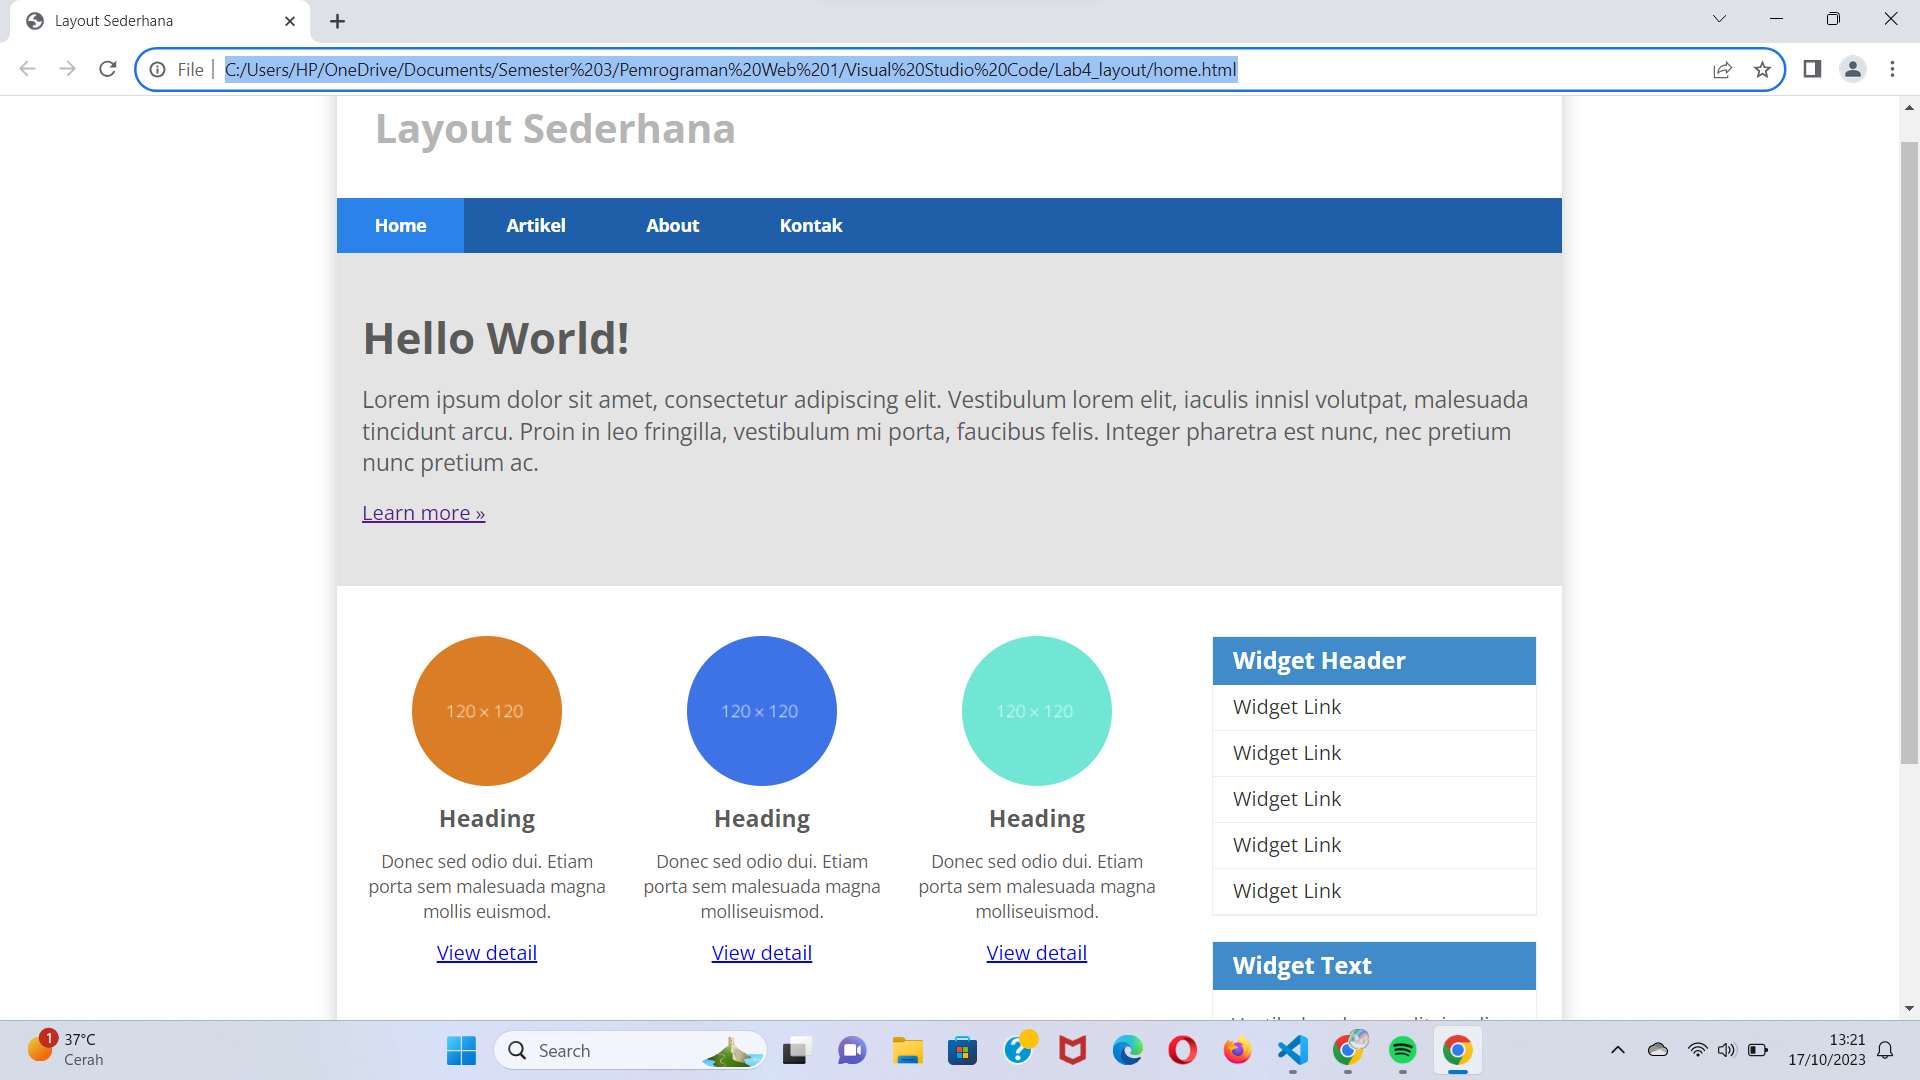 Layout Sederhana
File
C:/Users/HP/OneDrive/Documents/Semester%203/Pemrograman%20Web%201/Visual%20Studio%20Code/Lab4_layout/home.html
Layout Sederhana
Home Artikel About Kontak
Hello World!
Lorem ipsum dolor sit amet, consectetur adipiscing elit. Vestibulum lorem elit, iaculis innisl volutpat, malesuada
tincidunt arcu. Proin in leo fringilla, vestibulum mi porta, faucibus felis. Integer pharetra est nunc, nec pretium
nunc pretium ac.
Learn more »
120 × 120
Heading
Donec sed odio dui. Etiam
porta sem malesuada magna
mollis euismod.
View detail
120 × 120
Heading
Donec sed odio dui. Etiam
porta sem malesuada magna
molliseuismod.
View detail
120 × 120
Heading
Donec sed odio dui. Etiam
porta sem malesuada magna
molliseuismod.
View detail
Widget Header
Widget Link
Widget Link
Widget Link
Widget Link
Widget Link
Widget Text
1
37°C
Cerah
Search
13:21
17/10/2023